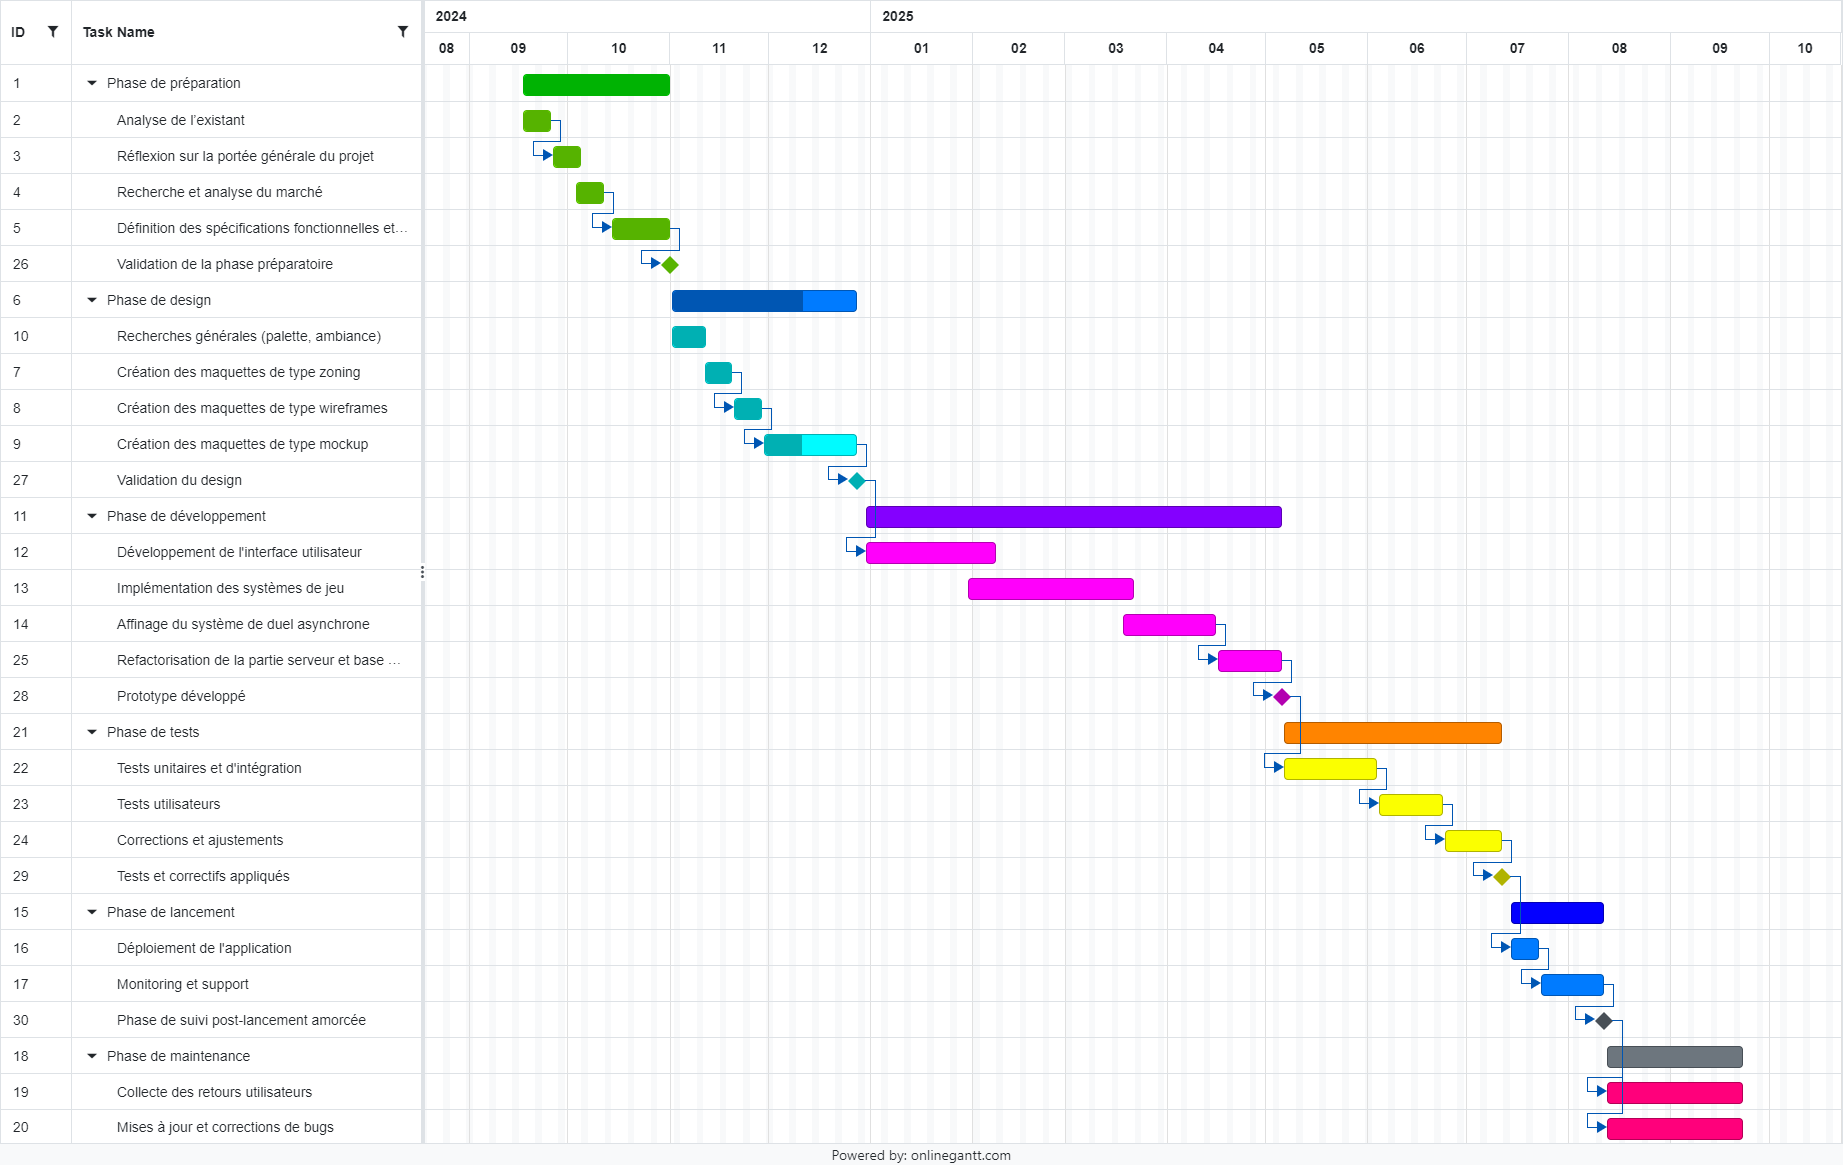 ID Task Name 2024 2025
08 09 10 11 12 01 02 03 04 05 06 07 08 09 10
1 Phase de préparation
2 Analyse de l’existant
3 Réflexion sur la portée générale du projet
4 Recherche et analyse du marché
5 Définition des spécifications fonctionnelles et...
26 Validation de la phase préparatoire
6 Phase de design
10 Recherches générales (palette, ambiance)
7 Création des maquettes de type zoning
8 Création des maquettes de type wireframes
9 Création des maquettes de type mockup
27 Validation du design
11 Phase de développement
12 Développement de l'interface utilisateur
13 Implémentation des systèmes de jeu
14 Affinage du système de duel asynchrone
25 Refactorisation de la partie serveur et base ...
28 Prototype développé
21 Phase de tests
22 Tests unitaires et d'intégration
23 Tests utilisateurs
24 Corrections et ajustements
29 Tests et correctifs appliqués
15 Phase de lancement
16 Déploiement de l'application
17 Monitoring et support
30 Phase de suivi post-lancement amorcée
18 Phase de maintenance
19 Collecte des retours utilisateurs
20 Mises à jour et corrections de bugs
Powered by: onlinegantt.com